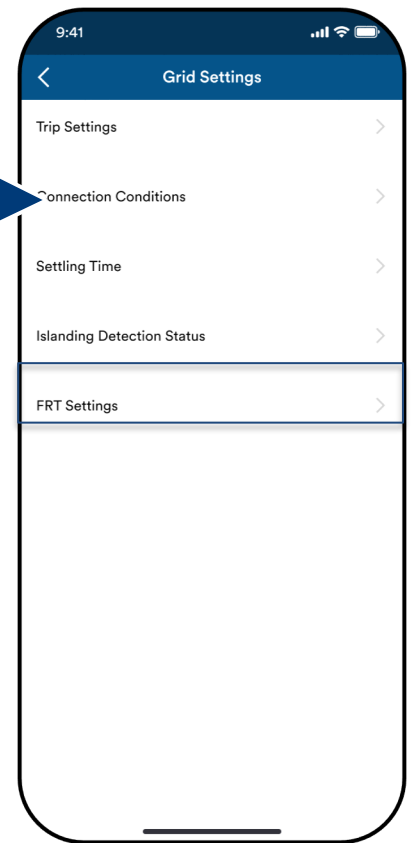 9:41
Grid Settings
Trip Settings
Connection Conditions
Settling Time
Islanding Detection Status
FRT Settings